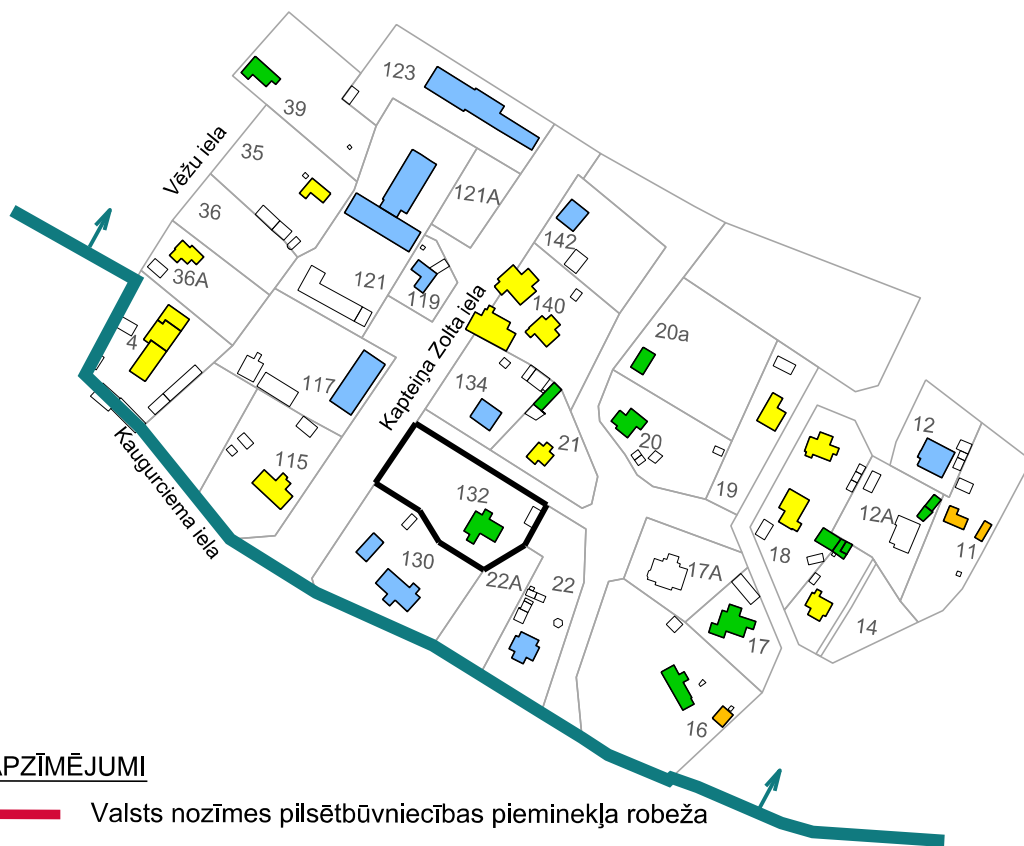 123
39
Vēžu iela
35
121A
36
142
36A
121
119
140
20a
4
Kapteiņa Zolta iela
117
134
20
21
12
Kaugurciema iela
115
132
19
12A
11
18
130
22A
22
17A
17
14
16
APZĪMĒJUMI
Valsts nozīmes pilsētbūvniecības pieminekļa robeža